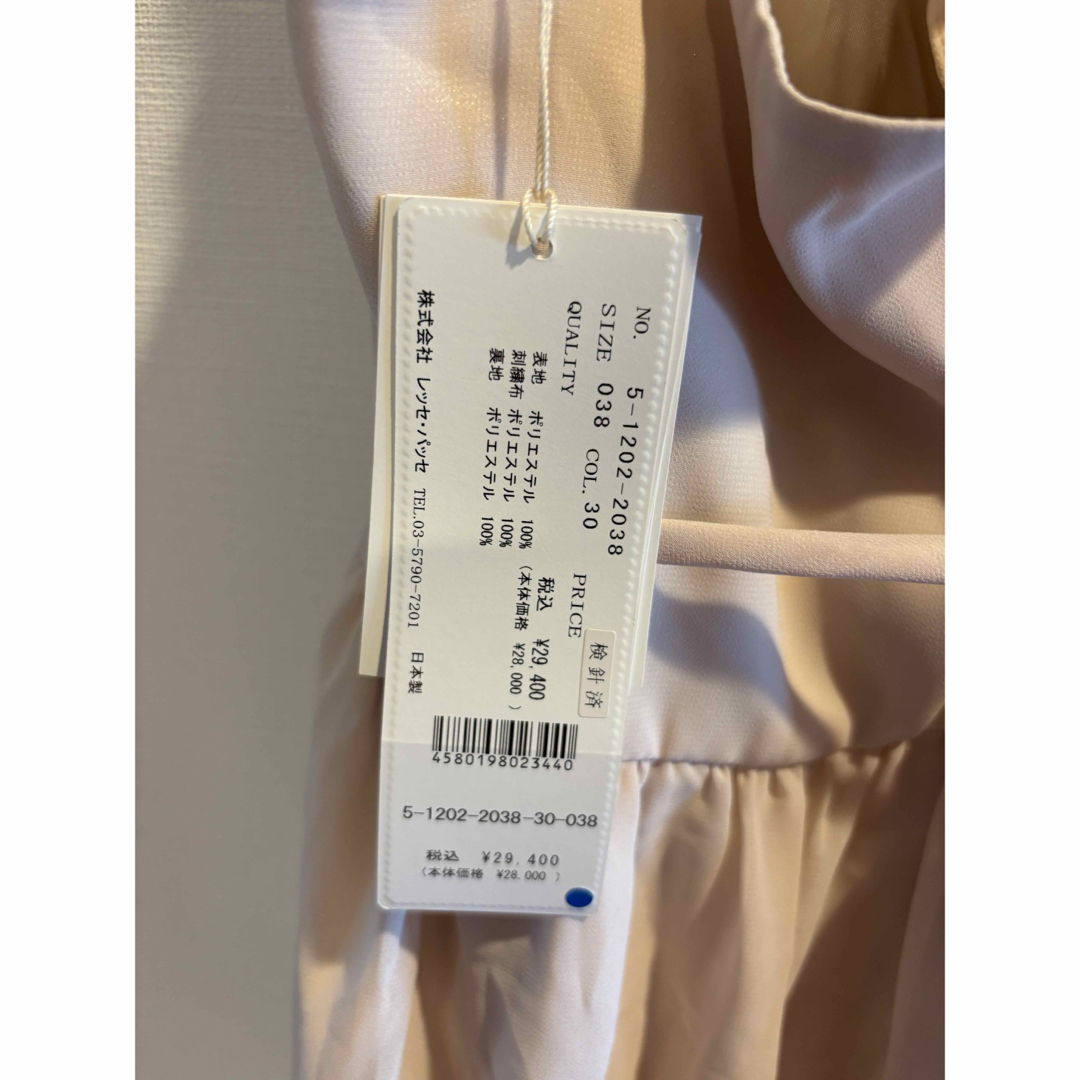 NO. 5-1202-2038
SIZE 038 COL. 30
QUALITY
表地 ポリエステル 100%
刺繍布 ポリエステル 100%
裏地 ポリエステル 100%
PRICE
税込 ¥29,400
(本体価格 ¥28,000 )
検針済
株式会社 レッセ・パッセ TEL.03-5790-7201 日本製
4580198023440
5-1202-2038-30-038
税込 ¥29,400
(本体価格 ¥28,000 )